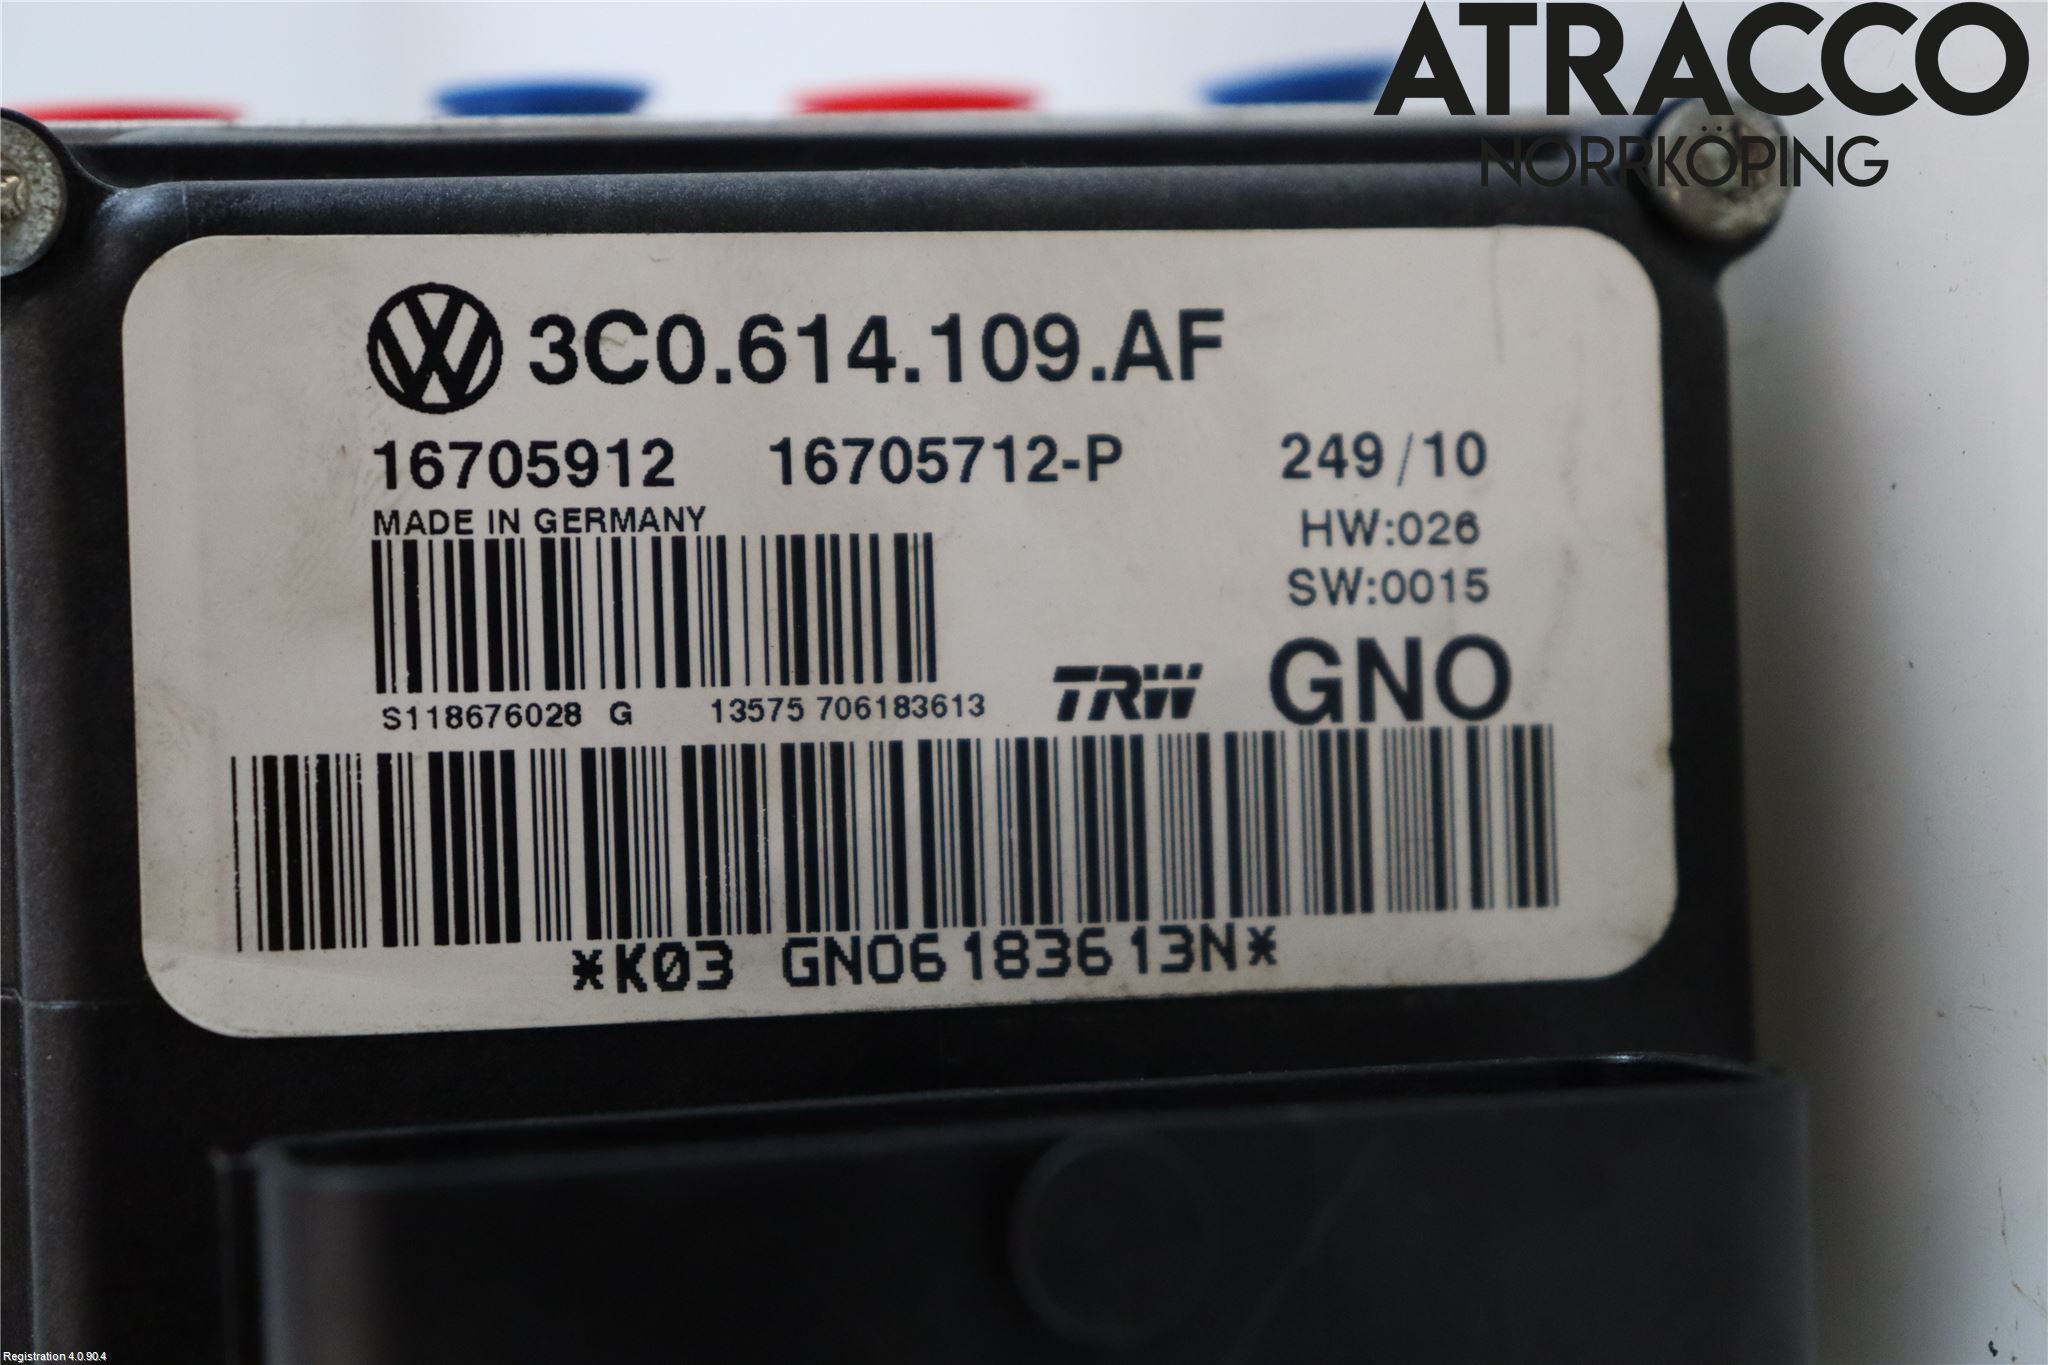 ATRACCO
NORRKÖPING
3C0.614.109.AF
16705912 16705712-P 249/10
MADE IN GERMANY
HW:026
SW:0015
S118676028 G 13575 706183613
TRW GNO
*K03 GNO6183613N*
Registration 4.0.90.4